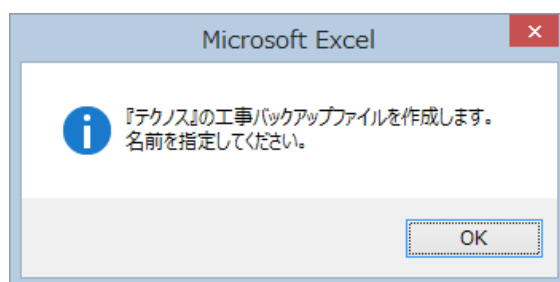 Microsoft Excel
『テクノス』の工事バックアップファイルを作成します。
名前を指定してください。
OK